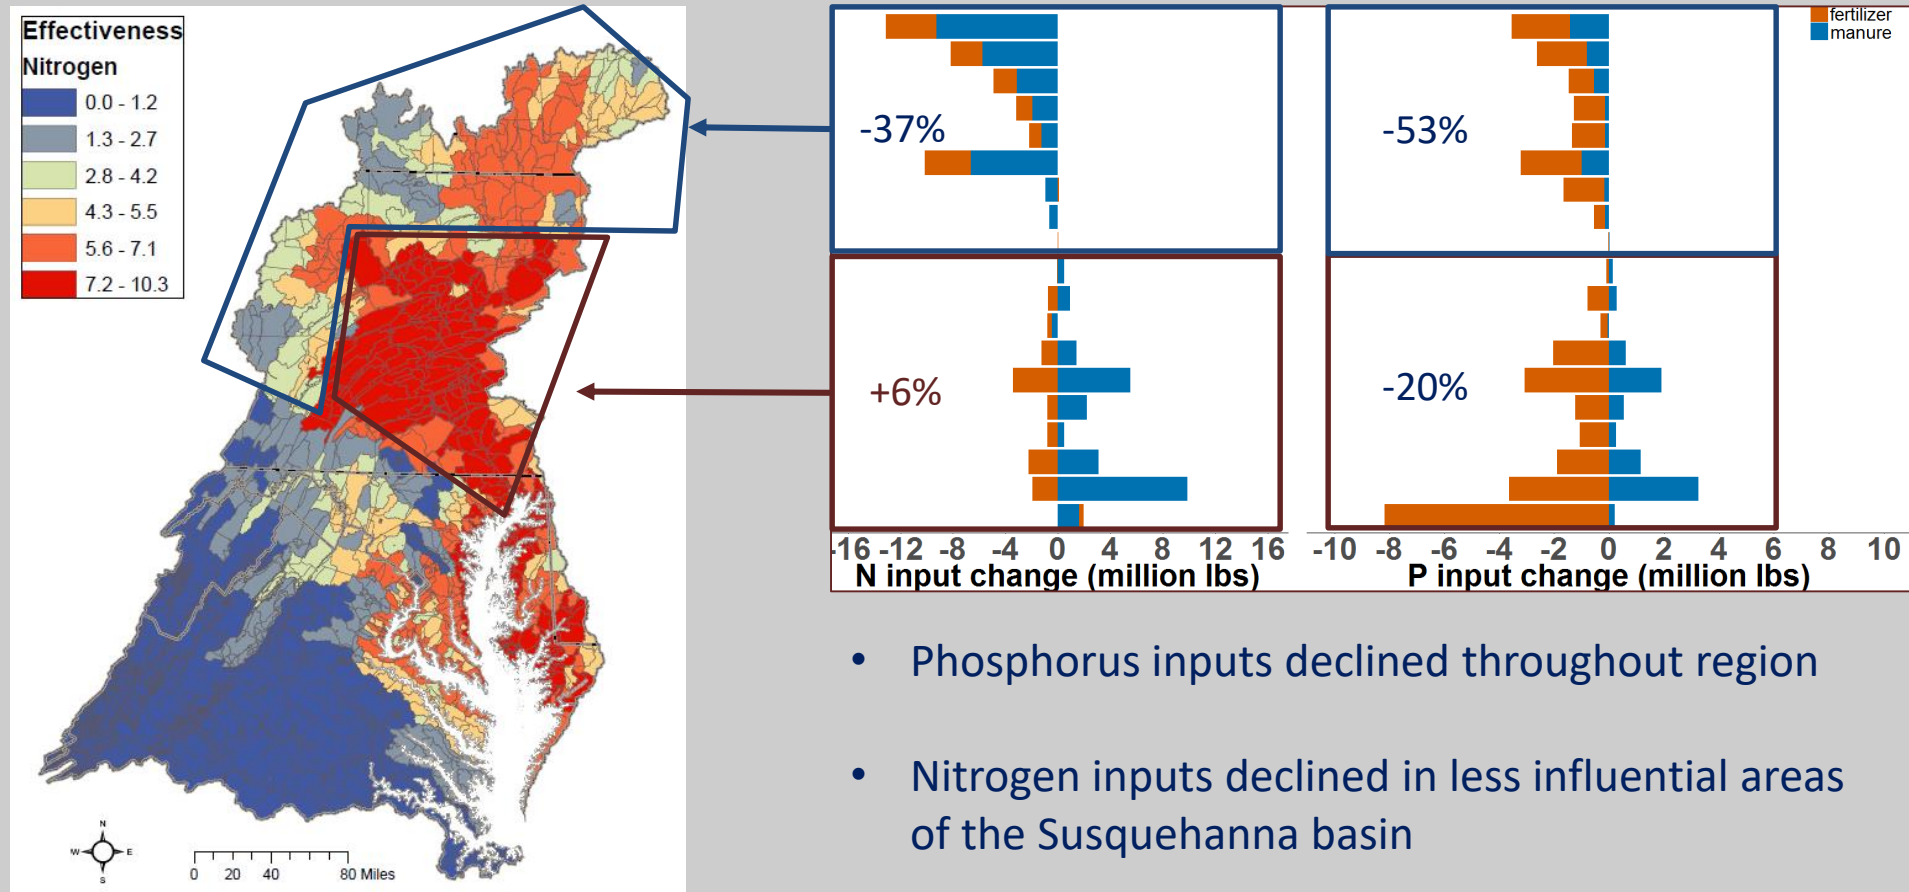 Effectiveness
Nitrogen
0.0 - 1.2
1.3 - 2.7
2.8 - 4.2
4.3 - 5.5
5.6 - 7.1
7.2 - 10.3
N
W E
S
0 20 40 80 Miles
fertilizer
manure
-37%
-53%
+6%
-20%
-16 -12 -8 -4 0 4 8 12 16
N input change (million lbs)
-10 -8 -6 -4 -2 0 2 4 6 8 10
P input change (million lbs)
• Phosphorus inputs declined throughout region
• Nitrogen inputs declined in less influential areas
of the Susquehanna basin